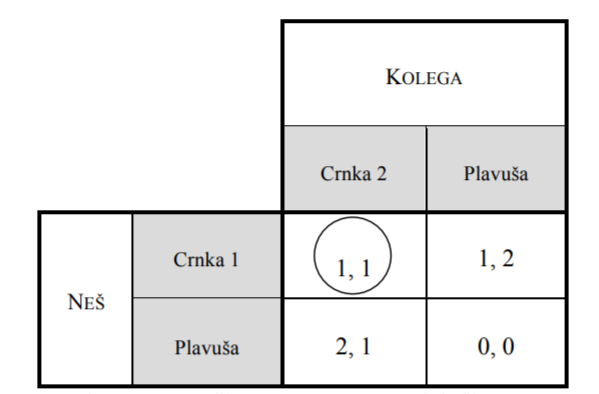 KOLEGA
Crnka 2 Plavuša
NEŠ
Crnka 1 1, 1 1, 2
Plavuša 2, 1 0, 0